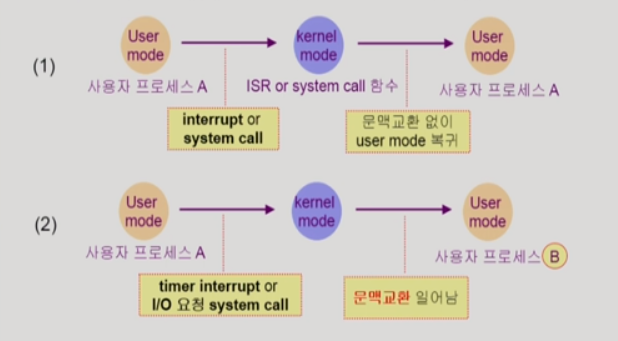 (1)
User mode
kernel mode
User mode
사용자 프로세스 A
ISR or system call 함수
사용자 프로세스 A
interrupt or
system call
문맥교환 없이
user mode 복귀
(2)
User mode
kernel mode
User mode
사용자 프로세스 A
사용자 프로세스 B
timer interrupt or
I/O 요청 system call
문맥교환 일어남